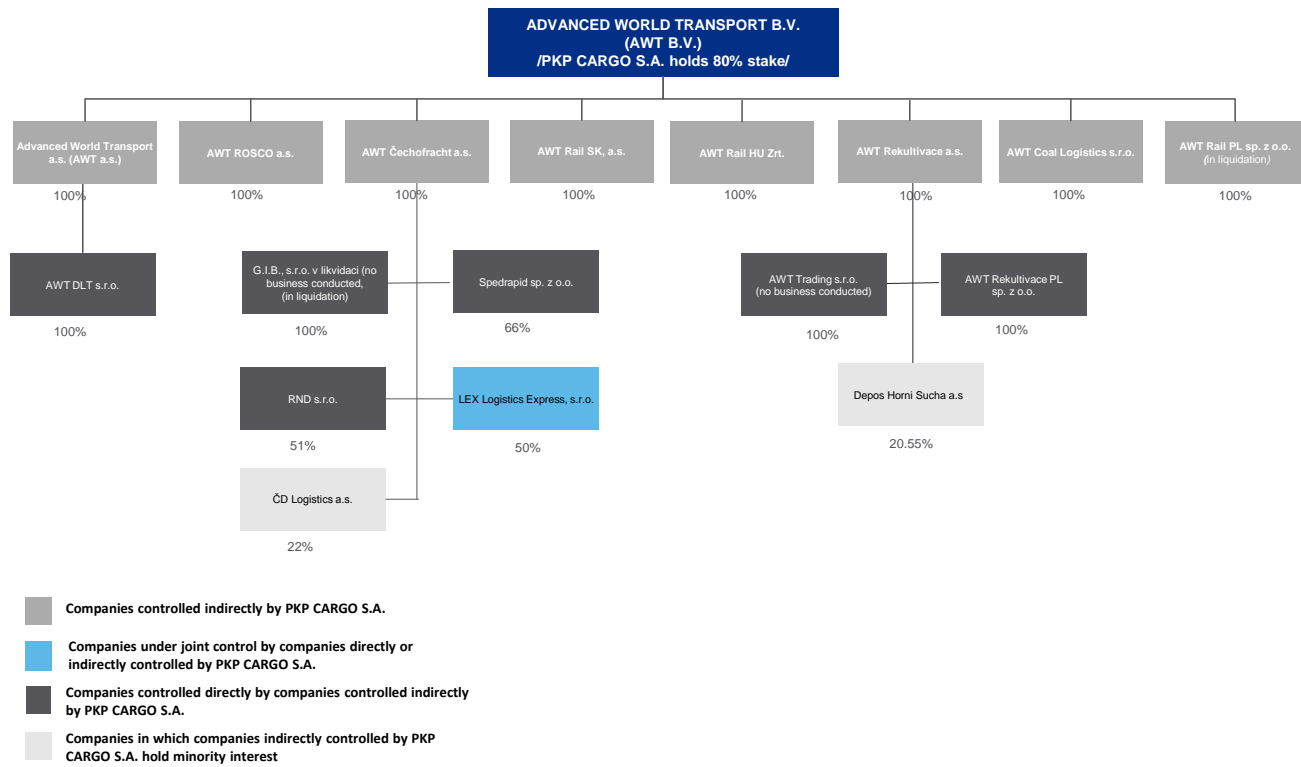 ADVANCED WORLD TRANSPORT B.V.
(AWT B.V.)
/PKP CARGO S.A. holds 80% stake/
Advanced World Transport
a.s. (AWT a.s.)
100%
AWT ROSCO a.s.
100%
AWT Čechofracht a.s.
100%
AWT Rail SK, a.s.
100%
AWT Rail HU Zrt.
100%
AWT Rekultivace a.s.
100%
AWT Coal Logistics s.r.o.
100%
AWT Rail PL sp. z o.o.
(in liquidation)
100%
AWT DLT s.r.o.
100%
G.I.B., s.r.o. v likvidaci (no
business conducted,
(in liquidation)
100%
Spedrapid sp. z o.o.
66%
AWT Trading s.r.o.
(no business conducted)
100%
AWT Rekultivace PL
sp. z o.o.
100%
RND s.r.o.
51%
LEX Logistics Express, s.r.o.
50%
Depos Horni Sucha a.s
20.55%
ČD Logistics a.s.
22%
Companies controlled indirectly by PKP CARGO S.A.
Companies under joint control by companies directly or
indirectly controlled by PKP CARGO S.A.
Companies controlled directly by companies controlled indirectly
by PKP CARGO S.A.
Companies in which companies indirectly controlled by PKP
CARGO S.A. hold minority interest